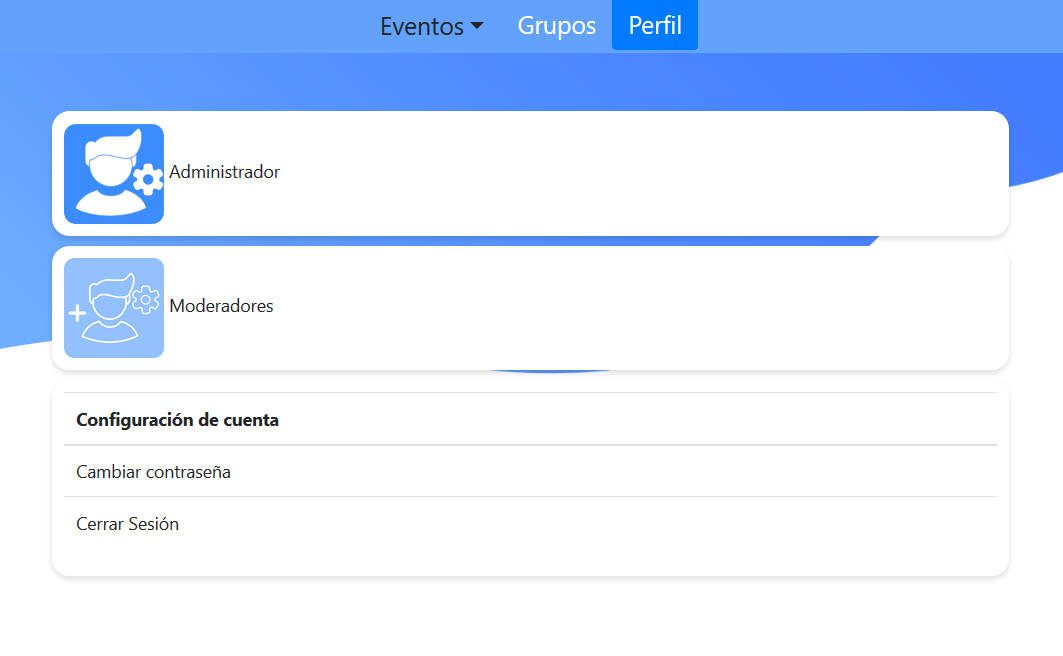 Eventos Grupos Perfil
Administrador
Moderadores
Configuración de cuenta
Cambiar contraseña
Cerrar Sesión